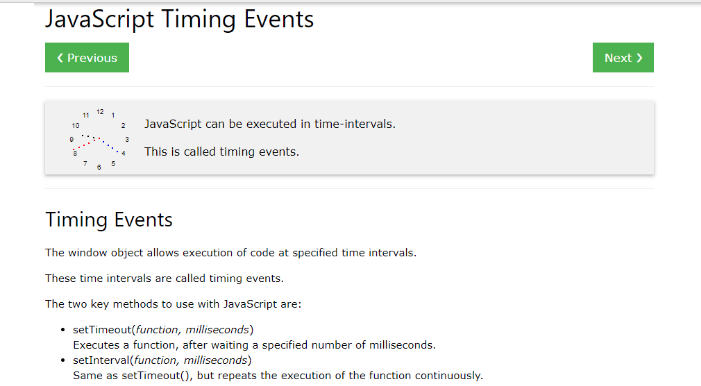 JavaScript Timing Events
❮ Previous
Next ❯
12
11
1
10
2
9
3
8
4
7
5
6
JavaScript can be executed in time-intervals.
This is called timing events.
Timing Events
The window object allows execution of code at specified time intervals.
These time intervals are called timing events.
The two key methods to use with JavaScript are:
• setTimeout(function, milliseconds)
Executes a function, after waiting a specified number of milliseconds.
• setInterval(function, milliseconds)
Same as setTimeout(), but repeats the execution of the function continuously.